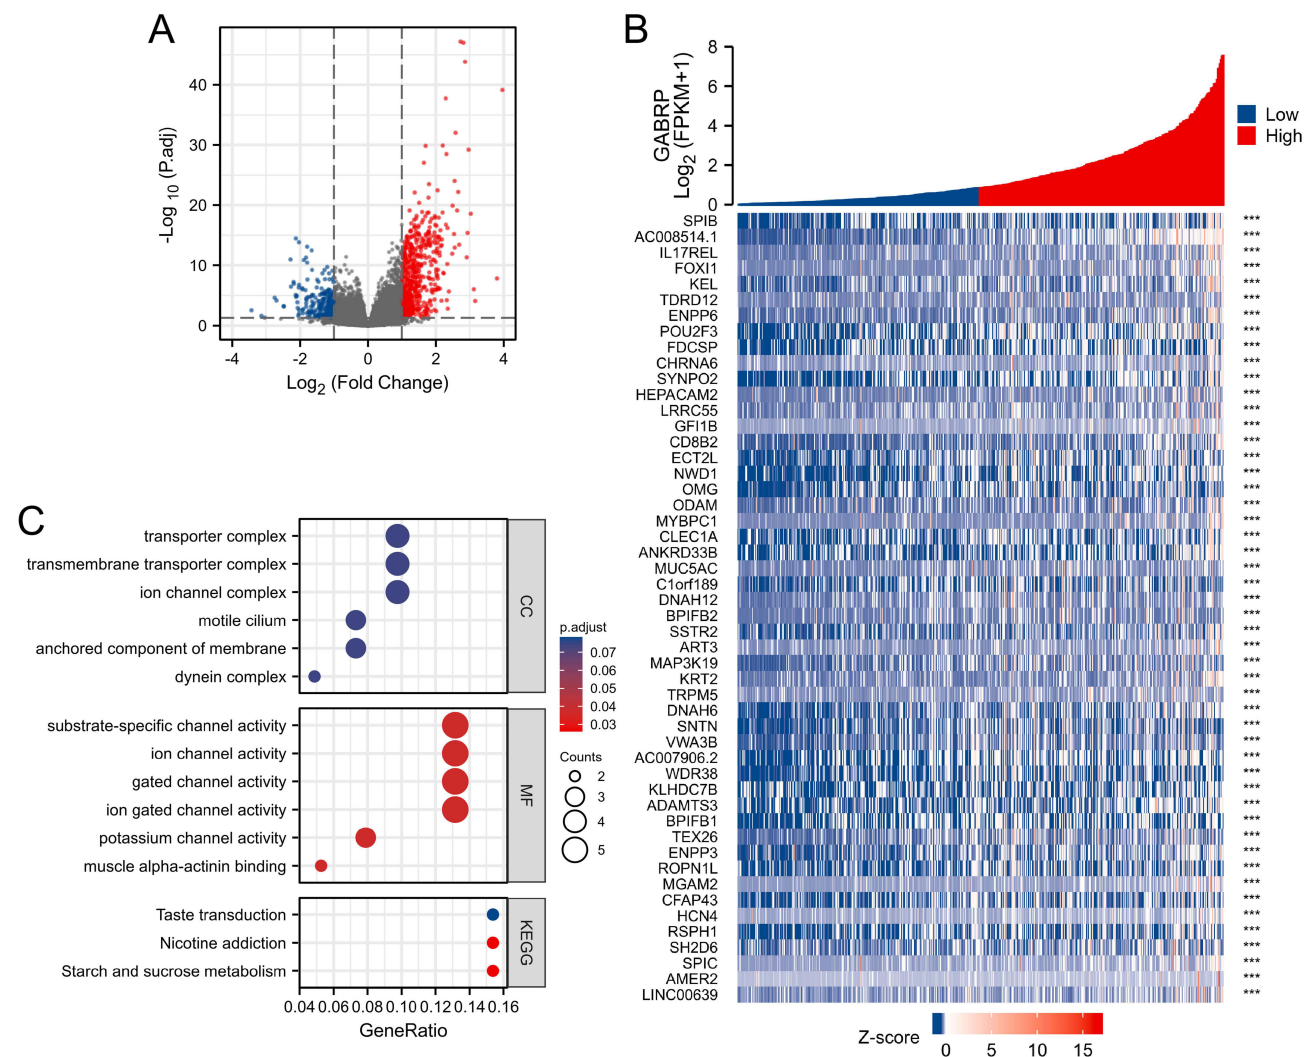 A
-Log 10 (P.adj)
40
30
20
10
0
-4
-2
0
2
4
Log2 (Fold Change)
B
GABRP
Log2 (FPKM+1)
8
6
4
2
0
Low
High
SPIB ***
AC008514.1 ***
IL17REL ***
FOXI1 ***
KEL ***
TDRD12 ***
ENPP6 ***
POU2F3 ***
FDCSP ***
CHRNA6 ***
SYNPO2 ***
HEPACAM2 ***
LRRC55 ***
GFI1B ***
CD8B2 ***
ECT2L ***
NWD1 ***
OMG ***
ODAM ***
MYBPC1 ***
CLEC1A ***
ANKRD33B ***
MUC5AC ***
C1orf189 ***
DNAH12 ***
BPIFB2 ***
SSTR2 ***
ART3 ***
MAP3K19 ***
KRT2 ***
TRPM5 ***
DNAH6 ***
SNTN ***
VWA3B ***
AC007906.2 ***
WDR38 ***
KLHDC7B ***
ADAMTS3 ***
BPIFB1 ***
TEX26 ***
ENPP3 ***
ROPN1L ***
MGAM2 ***
CFAP43 ***
HCN4 ***
RSPH1 ***
SH2D6 ***
SPIC ***
AMER2 ***
LINC00639 ***
Z-score
0 5 10 15
C
transporter complex
transmembrane transporter complex
ion channel complex
motile cilium
anchored component of membrane
dynein complex
CC
substrate-specific channel activity
ion channel activity
gated channel activity
ion gated channel activity
potassium channel activity
muscle alpha-actinin binding
MF
Taste transduction
Nicotine addiction
Starch and sucrose metabolism
KEGG
0.04 0.06 0.08 0.10 0.12 0.14 0.16
GeneRatio
p.adjust
0.07
0.06
0.05
0.04
0.03
Counts
2
3
4
5